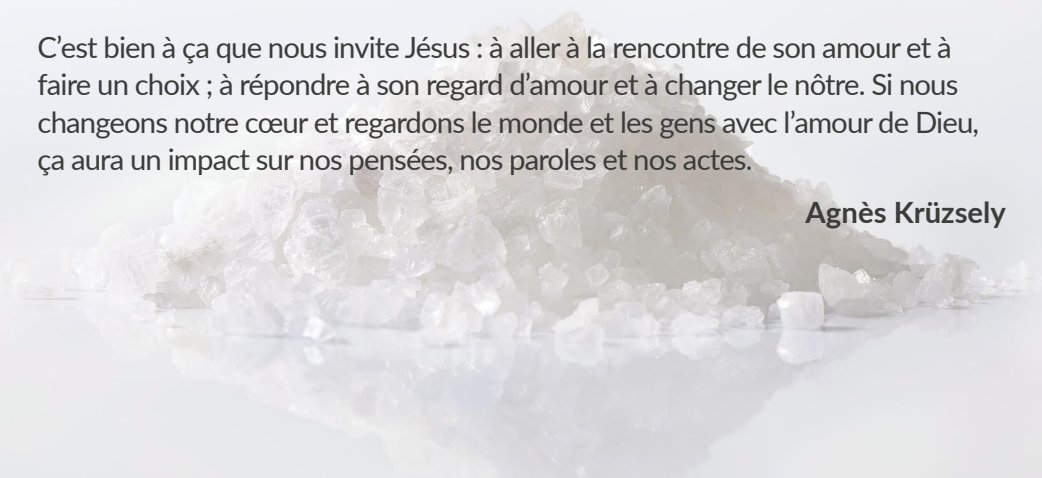 C’est bien à ça que nous invite Jésus : à aller à la rencontre de son amour et à
faire un choix ; à répondre à son regard d’amour et à changer le nôtre. Si nous
changeons notre cœur et regardons le monde et les gens avec l’amour de Dieu,
ça aura un impact sur nos pensées, nos paroles et nos actes.
Agnès Krüzsely